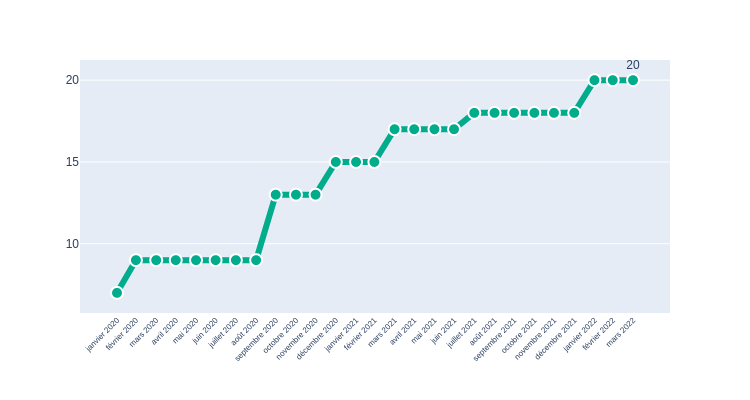 20
20
15
10
janvier 2020
février 2020
mars 2020
avril 2020
mai 2020
juin 2020
juillet 2020
août 2020
septembre 2020
octobre 2020
novembre 2020
décembre 2020
janvier 2021
février 2021
mars 2021
avril 2021
mai 2021
juin 2021
juillet 2021
août 2021
septembre 2021
octobre 2021
novembre 2021
décembre 2021
janvier 2022
février 2022
mars 2022